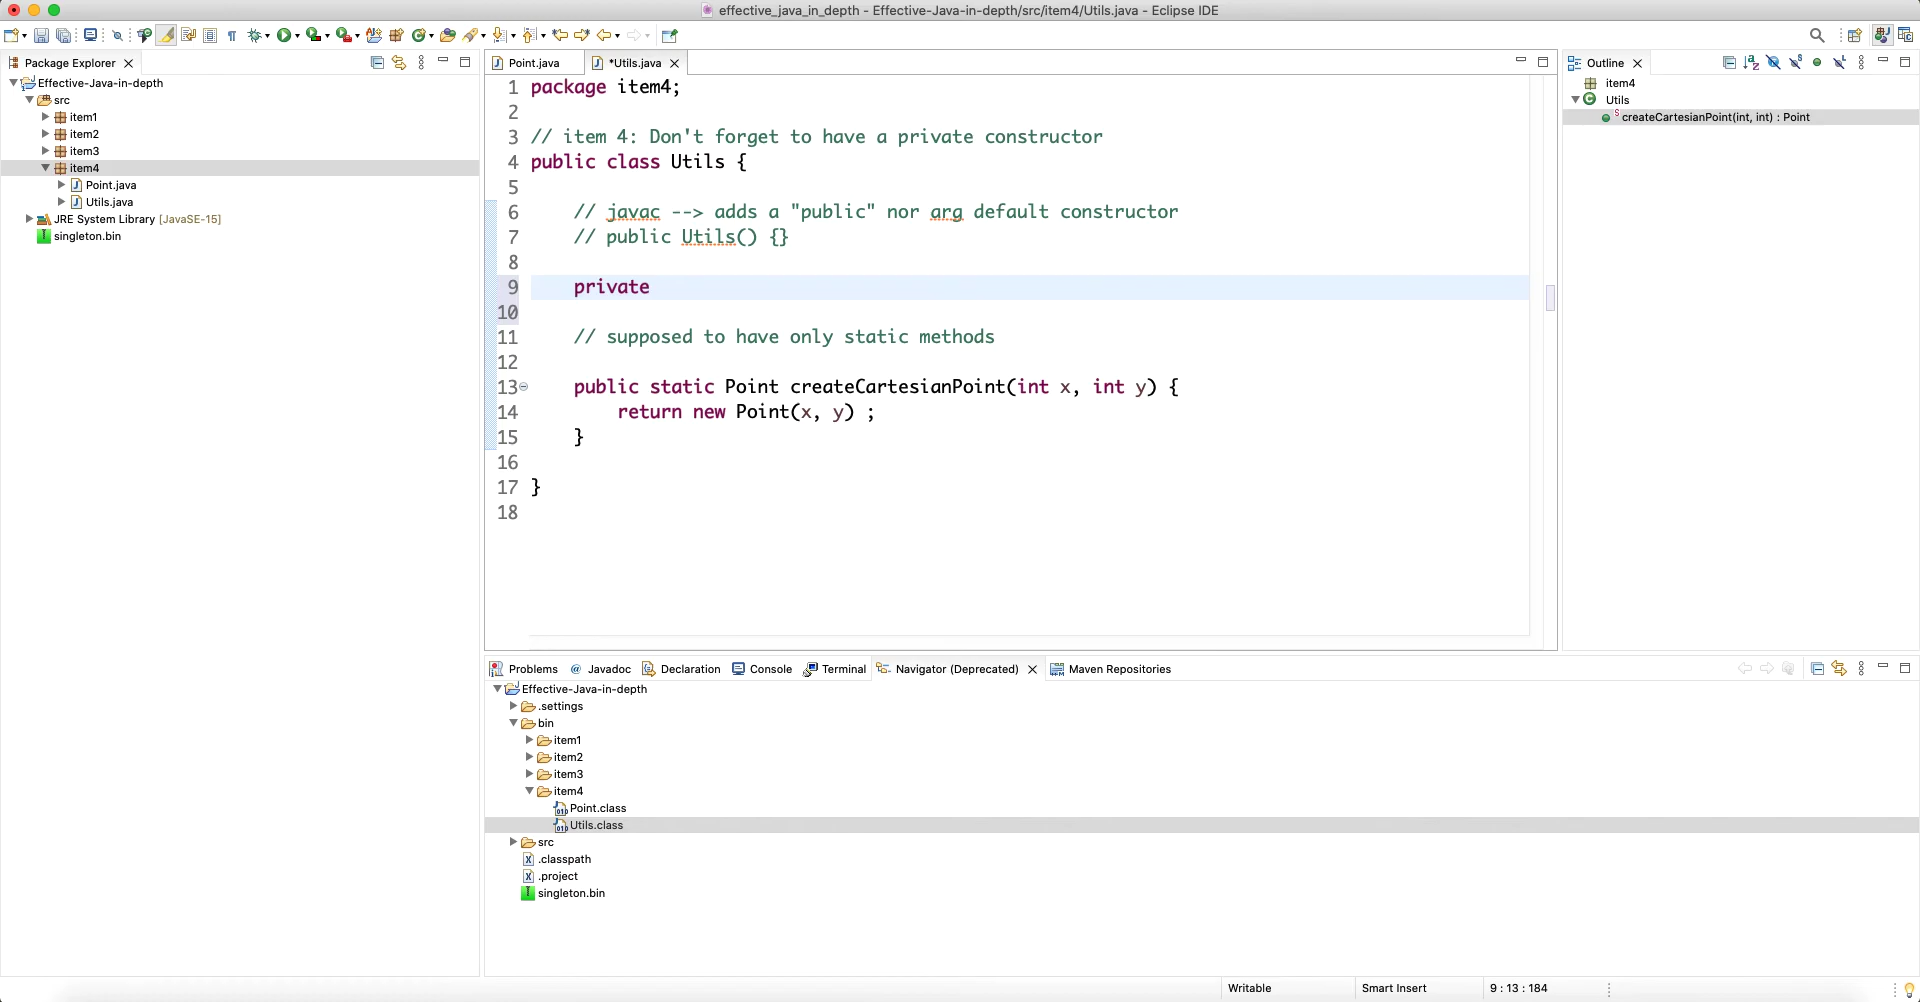 effective_java_in_depth - Effective-Java-in-depth/src/item4/Utils.java - Eclipse IDE
Package Explorer
Effective-Java-in-depth
src
item1
item2
item3
item4
Point.java
Utils.java
JRE System Library [JavaSE-15]
singleton.bin
Point.java
*Utils.java
1 package item4;
2
3 // item 4: Don't forget to have a private constructor
4 public class Utils {
5
6 // javac --> adds a "public" nor arg default constructor
7 // public Utils() {}
8
9 private
10
11 // supposed to have only static methods
12
13 public static Point createCartesianPoint(int x, int y) {
14 return new Point(x, y) ;
15 }
16
17 }
18
Outline
item4
Utils
createCartesianPoint(int, int) : Point
Problems
Javadoc
Declaration
Console
Terminal
Navigator (Deprecated)
Maven Repositories
Effective-Java-in-depth
.settings
bin
item1
item2
item3
item4
Point.class
Utils.class
src
.classpath
.project
singleton.bin
Writable
Smart Insert
9 : 13 : 184